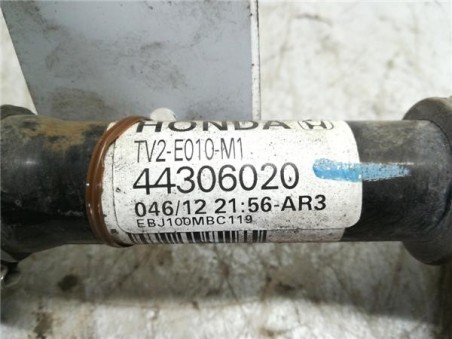 HONDA (H)
TV2-E010-M1
44306020
046/12 21:56-AR3
EBJ100MBC119